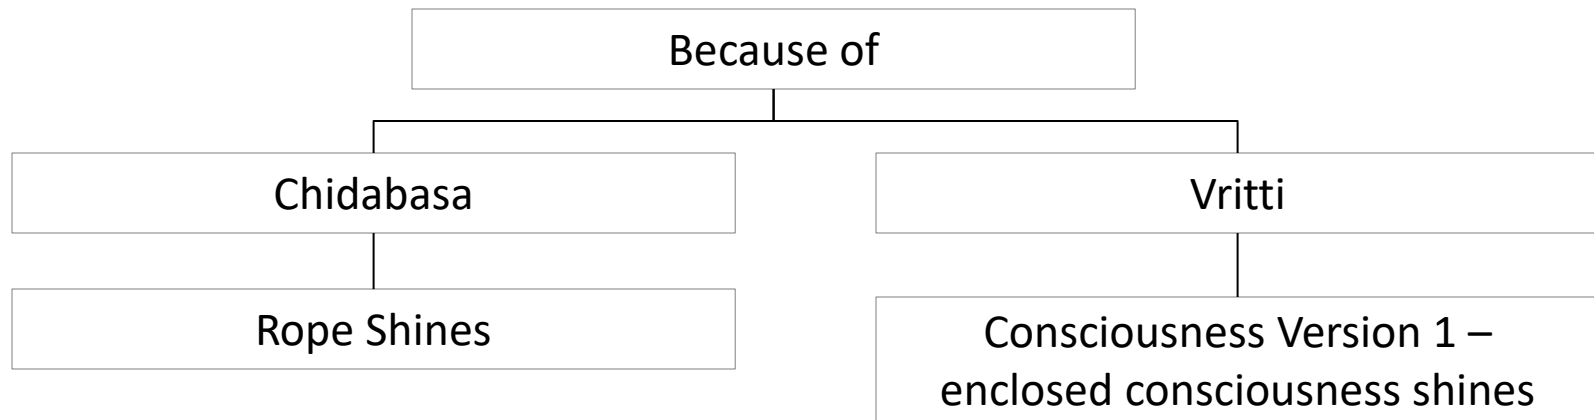 Because of
Chidabasa
Vritti
Rope Shines
Consciousness Version 1 –
enclosed consciousness shines